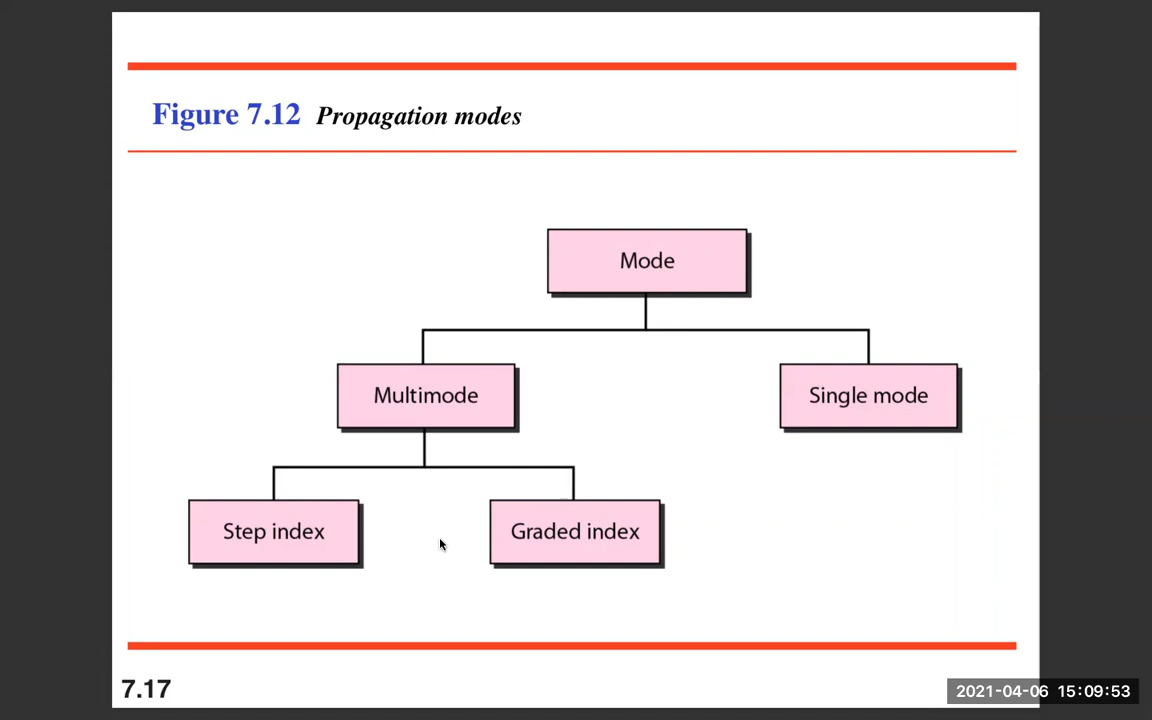 Figure 7.12 Propagation modes
Mode
Multimode
Single mode
Step index
Graded index
7.17
2021-04-06 15:09:53